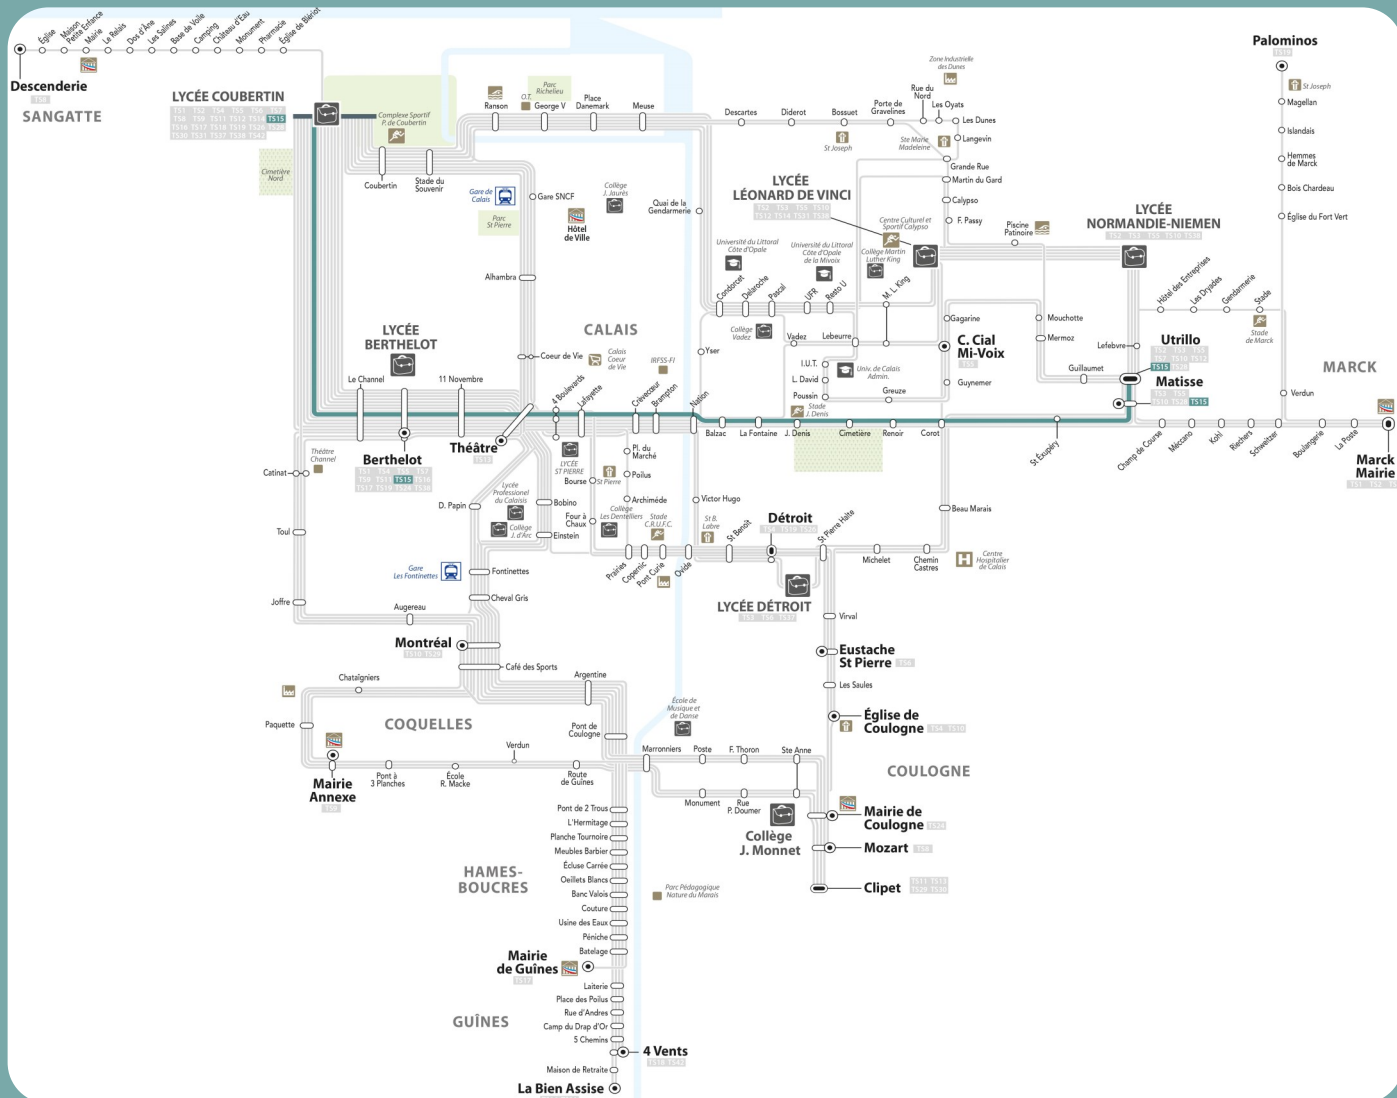 Église
Maison
Petite Enfance
Mairie
Le Relais
Dos d'Âne
Les Salines
Base de Voile
Camping
Château d'Eau
Monument
Pharmacie
Église de Blériot
Descenderie
TS8
SANGATTE
LYCÉE COUBERTIN
TS15
Complexe Sportif
P. de Coubertin
Cimetière
Nord
Coubertin
Stade du
Souvenir
Ranson
O.T.
George V
Parc
Richelieu
Place
Danemark
Meuse
Descartes
Diderot
Bossuet
St Joseph
Porte de
Gravelines
Zone Industrielle
des Dunes
Rue du
Nord
Les Oyats
Les Dunes
Ste Marie
Madeleine
Langevin
Grande Rue
Martin du Gard
Calypso
F. Passy
Palominos
St Joseph
Magellan
Islandais
Hemmes
de Marck
Bois Chardeau
Église du Fort Vert
Gare de
Calais
Gare SNCF
Parc
St Pierre
Collège
J. Jaurès
Hôtel
de Ville
Quai de la
Gendarmerie
LYCÉE
LÉONARD DE VINCI
Centre Culturel et
Sportif Calypso
Collège Martin
Luther King
Piscine
Patinoire
LYCÉE
NORMANDIE-NIEMEN
Université du Littoral
Côte d'Opale
Université du Littoral
Côte d'Opale
de la Mivoix
Alhambra
Condorcet
Delaroche
Pascal
UFR
Resto U
M. L. King
Hôtel des Entreprises
Les Dryades
Gendarmerie
Stade
Stade
de Marck
LYCÉE
BERTHELOT
CALAIS
Collège
Vadez
Vadez
Lebeurre
Gagarine
Mouchotte
Mermoz
Lefebvre
Utrillo
TS15
C. Cial
Mi-Voix
Coeur de Vie
Calais
Coeur
de Vie
IRFSS-FI
Yser
I.U.T.
L. David
Poussin
Univ. de Calais
Admin.
Greuze
Guynemer
Guillaumet
Matisse
TS15
MARCK
Verdun
Le Channel
11 Novembre
4 Boulevards
Lafayette
Crèvecœur
Brampton
Nation
Balzac
La Fontaine
J. Denis
Stade
J. Denis
Cimetière
Renoir
Corot
St Exupéry
Champ de Course
Méccano
Kohl
Riechers
Schweitzer
Boulangerie
La Poste
Marck
Mairie
Théâtre
Channel
Berthelot
TS15
Théâtre
LYCÉE
ST PIERRE
Bourse
St Pierre
Pl. du
Marché
Poilus
Archimède
Catinat
Lycée
Professionel
du Calaisis
D. Papin
Collège
J. d'Arc
Bobino
Einstein
Four à
Chaux
Collège
Les Dentelliers
Stade
C.R.U.F.C.
Victor Hugo
St B.
Labre
St Benoît
Détroit
St Pierre Halte
Beau Marais
Toul
Gare
Les Fontinettes
Fontinettes
Cheval Gris
Prairies
Copernic
Pont Curie
Ovide
LYCÉE DÉTROIT
Michelet
Chemin
Castres
Centre
Hospitalier
de Calais
Joffre
Augereau
Montréal
Café des Sports
Virval
Eustache
St Pierre
Les Saules
Église de
Coulogne
COULOGNE
Chataîgniers
Paquette
COQUELLES
Argentine
Pont de
Coulogne
École de
Musique et
de Danse
Mairie
Annexe
Pont à
3 Planches
École
R. Macke
Verdun
Route
de Guînes
Marronniers
Poste
F. Thoron
Ste Anne
Monument
Rue
P. Doumer
Collège
J. Monnet
Mairie de
Coulogne
Mozart
Clipet
Pont de 2 Trous
L'Hermitage
Planche Tournoire
Meubles Barbier
Écluse Carrée
Oeillets Blancs
Banc Valois
Couture
Usine des Eaux
Péniche
Batelage
HAMES-
BOUCRES
Parc Pédagogique
Nature du Marais
Mairie
de Guînes
TS17
Laiterie
Place des Poilus
Rue d'Andres
Camp du Drap d'Or
5 Chemins
GUÎNES
4 Vents
Maison de Retraite
La Bien Assise